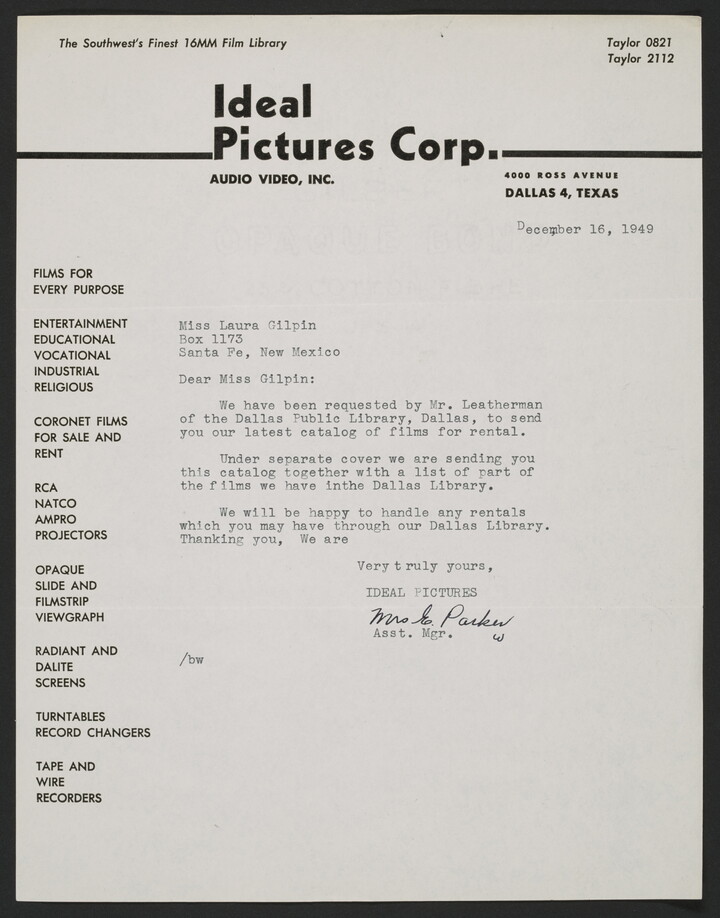 The Southwest's Finest 16MM Film Library
Taylor 0821
Taylor 2112
Ideal
Pictures Corp.
AUDIO VIDEO, INC.
4000 ROSS AVENUE
DALLAS 4, TEXAS
December 16, 1949
FILMS FOR
EVERY PURPOSE
ENTERTAINMENT
EDUCATIONAL
VOCATIONAL
INDUSTRIAL
RELIGIOUS
CORONET FILMS
FOR SALE AND
RENT
RCA
NATCO
AMPRO
PROJECTORS
OPAQUE
SLIDE AND
FILMSTRIP
VIEWGRAPH
RADIANT AND
DALITE
SCREENS
TURNTABLES
RECORD CHANGERS
TAPE AND
WIRE
RECORDERS
Miss Laura Gilpin
Box 1173
Santa Fe, New Mexico
Dear Miss Gilpin:
We have been requested by Mr. Leatherman
of the Dallas Public Library, Dallas, to send
you our latest catalog of films for rental.
Under separate cover we are sending you
this catalog together with a list of part of
the films we have inthe Dallas Library.
We will be happy to handle any rentals
which you may have through our Dallas Library.
Thanking you, We are
Very truly yours,
IDEAL PICTURES
Mrs G. Parker
w
Asst. Mgr.
/bw